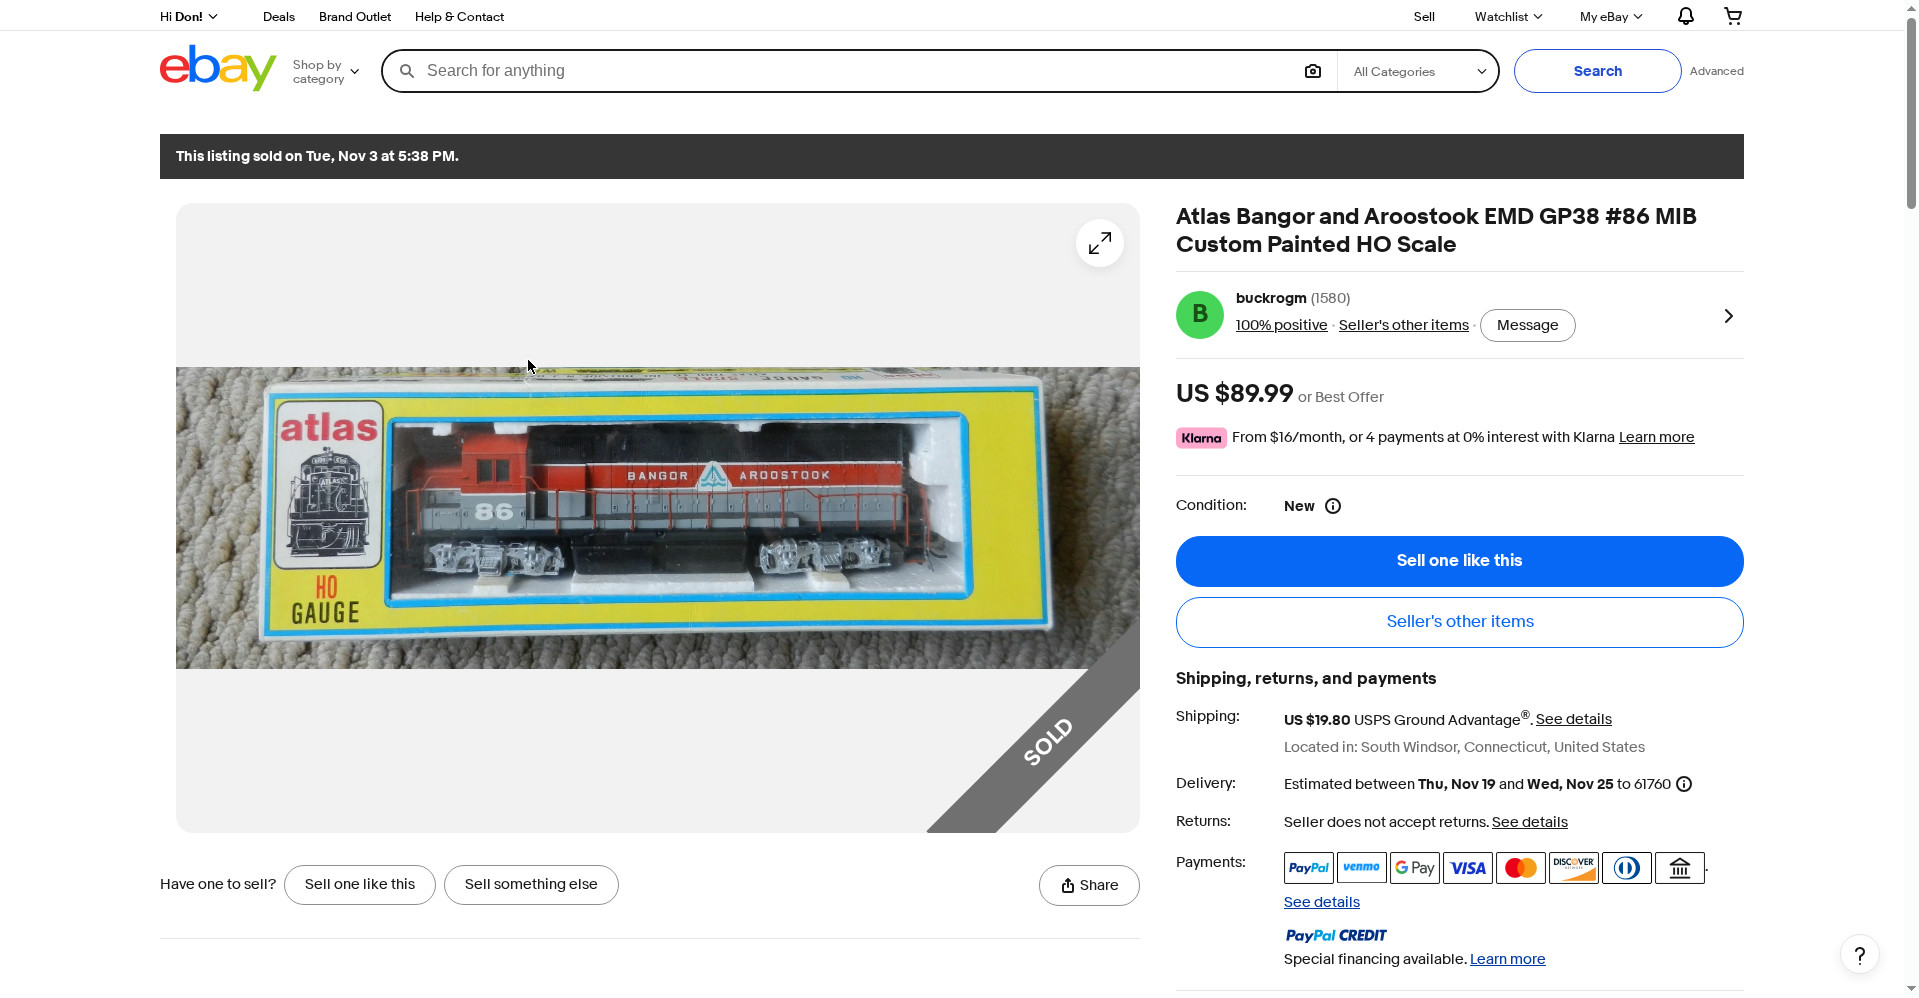 Hi Don!
Deals
Brand Outlet
Help & Contact
Sell
Watchlist
My eBay
ebay
Shop by category
Search for anything
All Categories
Search
Advanced
This listing sold on Tue, Nov 3 at 5:38 PM.
atlas
ATLAS
HO
GAUGE
BANGOR AROOSTOOK
86
SOLD
Have one to sell?
Sell one like this
Sell something else
Share
Atlas Bangor and Aroostook EMD GP38 #86 MIB
Custom Painted HO Scale
B
buckrogm (1580)
100% positive · Seller's other items · Message
US $89.99 or Best Offer
Klarna From $16/month, or 4 payments at 0% interest with Klarna Learn more
Condition: New
Sell one like this
Seller's other items
Shipping, returns, and payments
Shipping: US $19.80 USPS Ground Advantage®. See details
Located in: South Windsor, Connecticut, United States
Delivery: Estimated between Thu, Nov 19 and Wed, Nov 25 to 61760
Returns: Seller does not accept returns. See details
Payments: PayPal venmo G Pay VISA DISCOVER
See details
PayPal CREDIT
Special financing available. Learn more
?